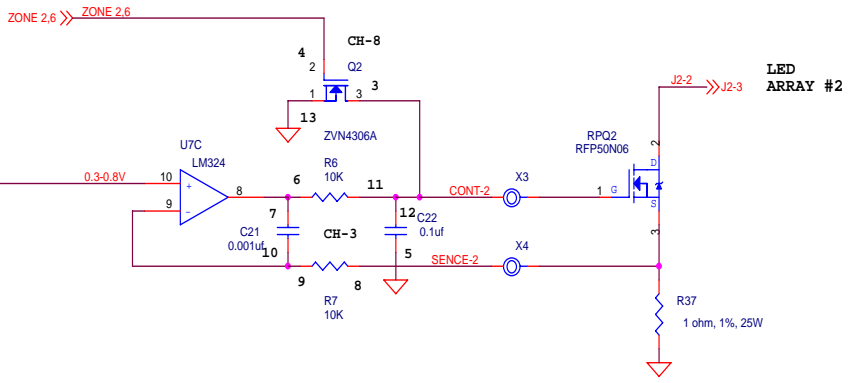 ZONE 2,6
ZONE 2,6
CH-8
4
2
Q2
3
1
3
13
ZVN4306A
LED
ARRAY #2
J2-2
J2-3
RPQ2
RFP50N06
2
D
G
S
1
3
U7C
LM324
0.3-0.8V
10
+
9
-
8
6
R6
10K
11
7
C21
0.001uf
10
CH-3
12
C22
0.1uf
5
CONT-2
X3
SENCE-2
X4
9
8
R7
10K
R37
1 ohm, 1%, 25W